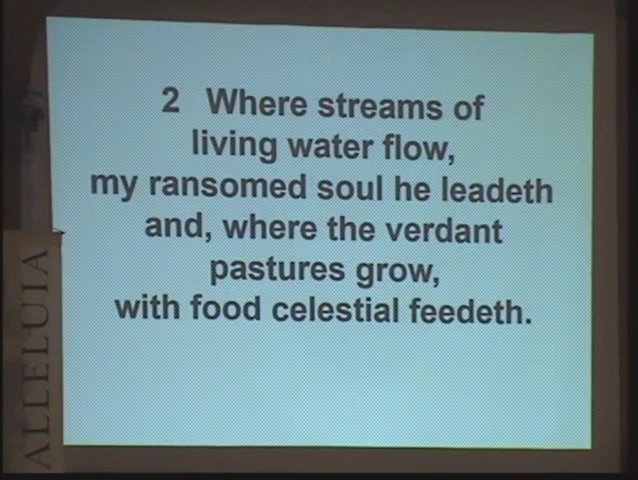 2 Where streams of
living water flow,
my ransomed soul he leadeth
and, where the verdant
pastures grow,
with food celestial feedeth.
ALLELUIA